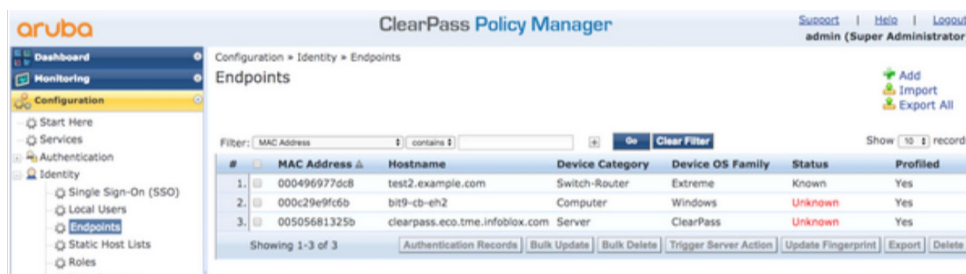 aruba
ClearPass Policy Manager
Support | Help | Logout
admin (Super Administrator
Dashboard
Monitoring
Configuration
Start Here
Services
Authentication
Identity
Single Sign-On (SSO)
Local Users
Endpoints
Static Host Lists
Roles
Configuration » Identity » Endpoints
Endpoints
Add
Import
Export All
Filter: MAC Address contains + Go Clear Filter Show 10 record
# MAC Address Hostname Device Category Device OS Family Status Profiled
1. 000496977dc8 test2.example.com Switch-Router Extreme Known Yes
2. 000c29e9fc6b bit9-cb-eh2 Computer Windows Unknown Yes
3. 00505681325b clearpass.eco.tme.infoblox.com Server ClearPass Unknown Yes
Showing 1-3 of 3 Authentication Records Bulk Update Bulk Delete Trigger Server Action Update Fingerprint Export Delete